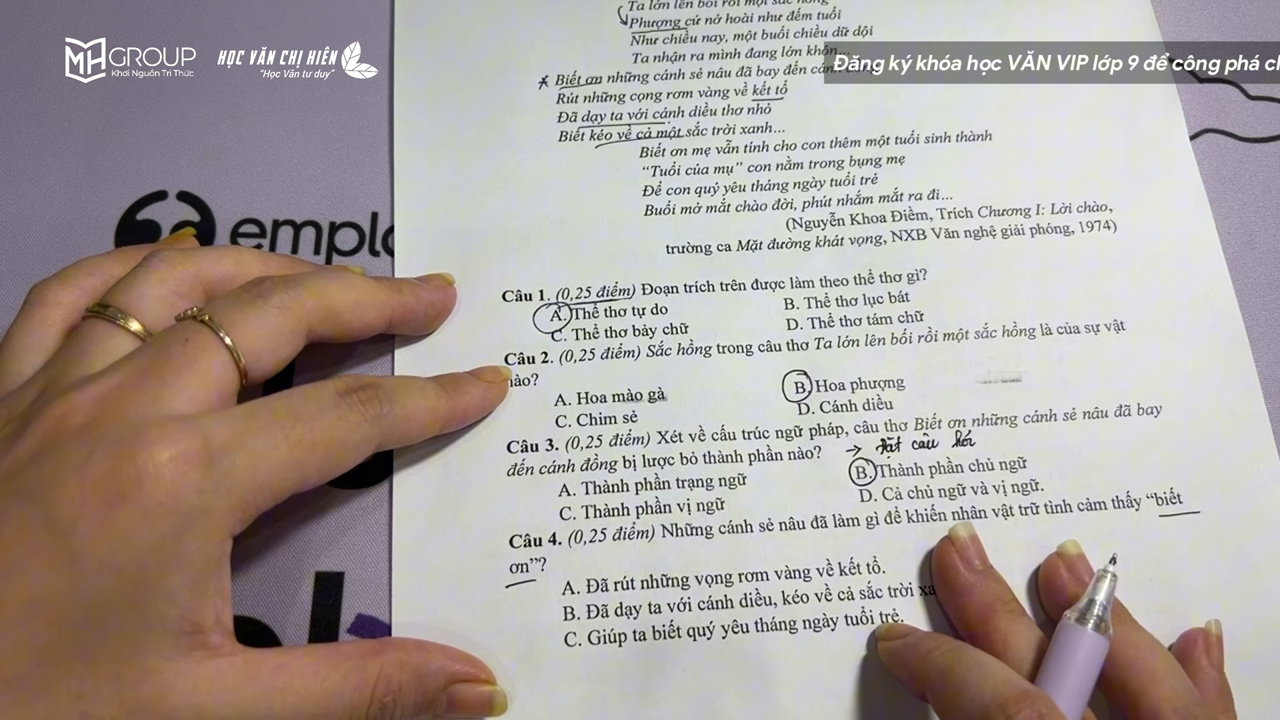 MH GROUP
Khơi Nguồn Tri Thức
HỌC VĂN CHỊ HIÊN
"Học Văn tư duy"
Đăng ký khóa học VĂN VIP lớp 9 để công phá
Ta lớn lên bối rối một sắc hồng
Phượng cứ nở hoài như đếm tuổi
Như chiều nay, một buổi chiều dữ dội
Ta nhận ra mình đang lớn khôn...
Biết ơn những cánh sẻ nâu đã bay đến
Rút những cọng rơm vàng về kết tổ
Đã dạy ta với cánh diều thơ nhỏ
Biết kéo về cả một sắc trời xanh...
Biết ơn mẹ vẫn tính cho con thêm một tuổi sinh thành
"Tuổi của mụ" con nằm trong bụng mẹ
Để con quý yêu tháng ngày tuổi trẻ
Buổi mở mắt chào đời, phút nhắm mắt ra đi...
(Nguyễn Khoa Điềm, Trích Chương I: Lời chào,
trường ca Mặt đường khát vọng, NXB Văn nghệ giải phóng, 1974)
emplo
Câu 1. (0,25 điểm) Đoạn trích trên được làm theo thể thơ gì?
A. Thể thơ tự do B. Thể thơ lục bát
C. Thể thơ bảy chữ D. Thể thơ tám chữ
Câu 2. (0,25 điểm) Sắc hồng trong câu thơ Ta lớn lên bối rối một sắc hồng là của sự vật
nào?
A. Hoa mào gà B. Hoa phượng
C. Chim sẻ D. Cánh diều
Câu 3. (0,25 điểm) Xét về cấu trúc ngữ pháp, câu thơ Biết ơn những cánh sẻ nâu đã bay
đến cánh đồng bị lược bỏ thành phần nào? → đặt câu hỏi
A. Thành phần trạng ngữ B. Thành phần chủ ngữ
C. Thành phần vị ngữ D. Cả chủ ngữ và vị ngữ.
Câu 4. (0,25 điểm) Những cánh sẻ nâu đã làm gì để khiến nhân vật trữ tình cảm thấy "biết
ơn"?
A. Đã rút những vọng rơm vàng về kết tổ.
B. Đã dạy ta với cánh diều, kéo về cả sắc trời
C. Giúp ta biết quý yêu tháng ngày tuổi trẻ.